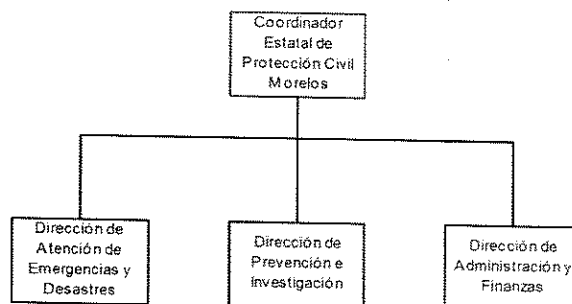 Coordinador
Estatal de
Protección Civil
Morelos
Dirección de
Atención de
Emergencias y
Desastres
Dirección de
Prevención e
Investigación
Dirección de
Administración y
Finanzas